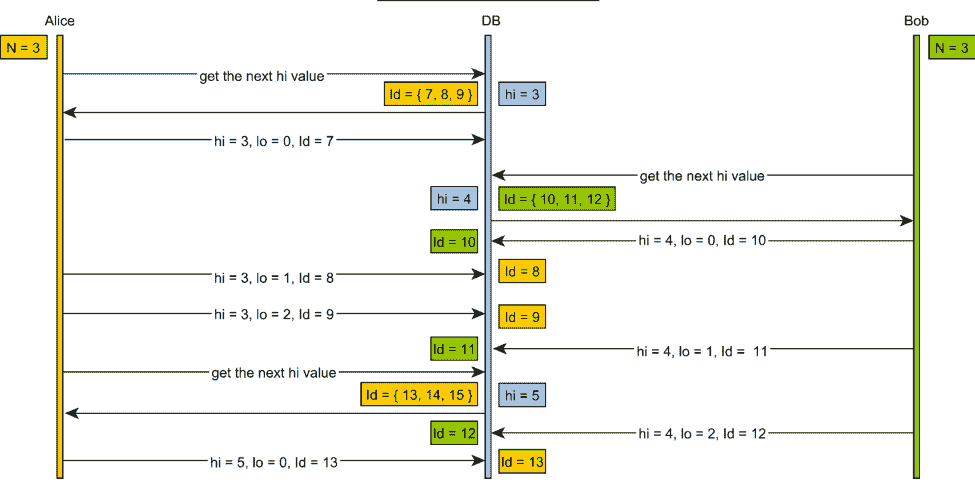 Alice DB Bob
N = 3 N = 3
get the next hi value
Id = { 7, 8, 9 } hi = 3
hi = 3, lo = 0, Id = 7
get the next hi value
hi = 4 Id = { 10, 11, 12 }
Id = 10 hi = 4, lo = 0, Id = 10
hi = 3, lo = 1, Id = 8 Id = 8
hi = 3, lo = 2, Id = 9 Id = 9
Id = 11 hi = 4, lo = 1, Id = 11
get the next hi value
Id = { 13, 14, 15 } hi = 5
Id = 12 hi = 4, lo = 2, Id = 12
hi = 5, lo = 0, Id = 13 Id = 13